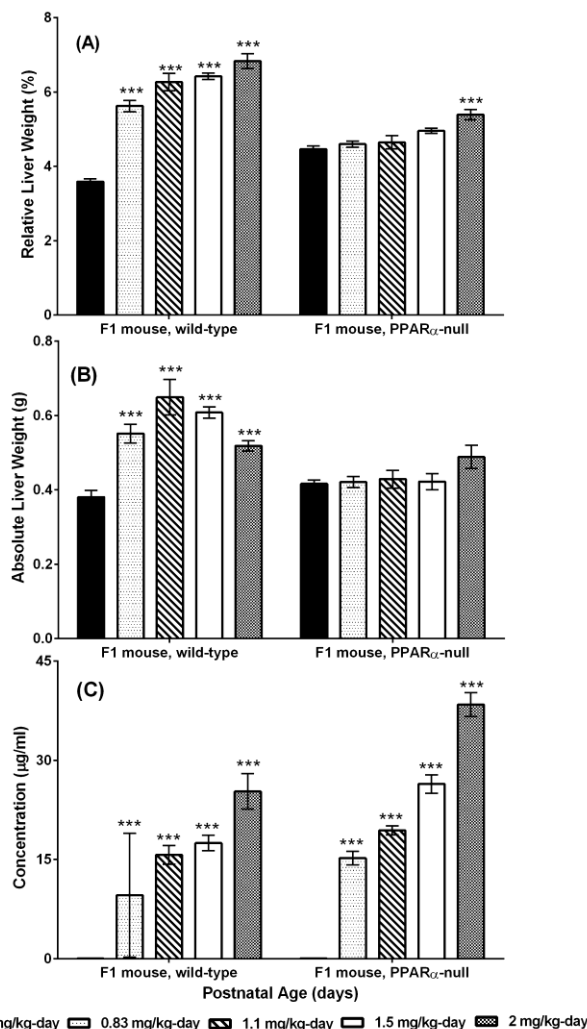 (A)
Relative Liver Weight (%)
8
6
4
2
0
*** *** *** *** ***
F1 mouse, wild-type F1 mouse, PPARα-null
(B)
Absolute Liver Weight (g)
0.8
0.6
0.4
0.2
0.0
*** *** *** ***
F1 mouse, wild-type F1 mouse, PPARα-null
(C)
Concentration (µg/ml)
45
30
15
0
*** *** *** *** *** *** *** ***
F1 mouse, wild-type F1 mouse, PPARα-null
Postnatal Age (days)
mg/kg-day 0.83 mg/kg-day 1.1 mg/kg-day 1.5 mg/kg-day 2 mg/kg-day